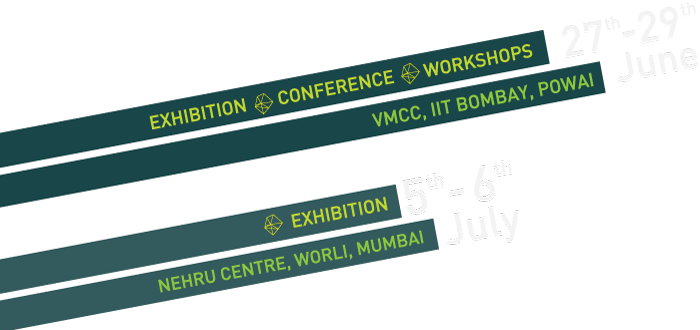 EXHIBITION CONFERENCE WORKSHOPS
27th-29th
June
VMCC, IIT BOMBAY, POWAI
EXHIBITION
5th - 6th
July
NEHRU CENTRE, WORLI, MUMBAI